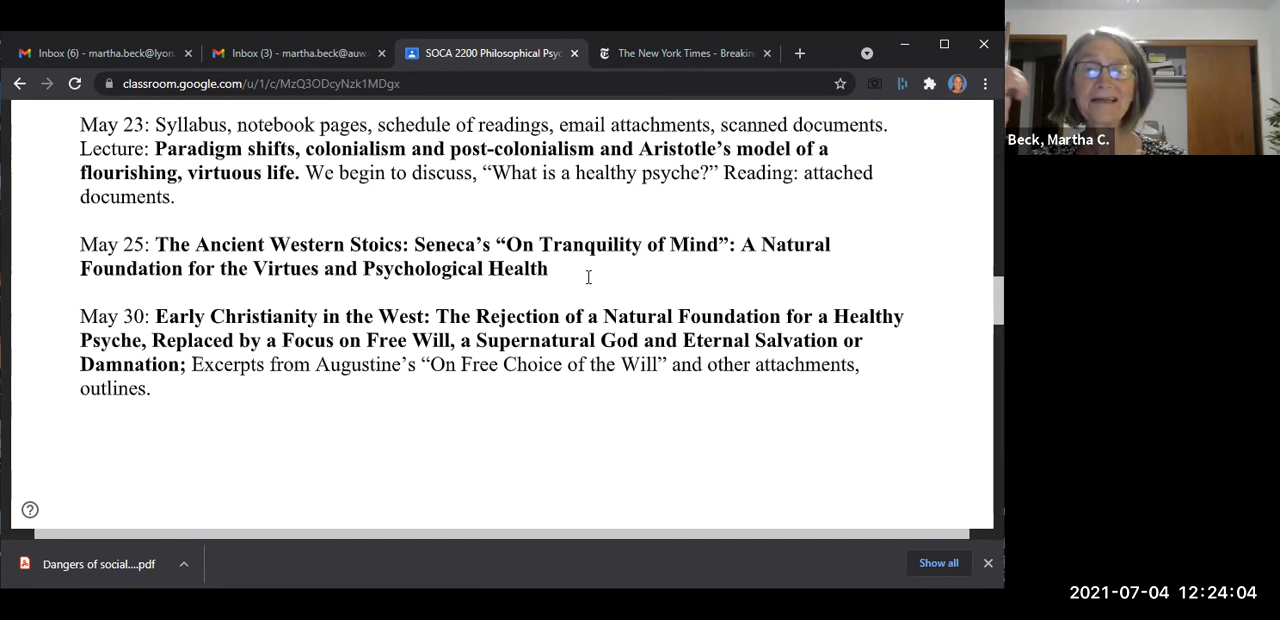 Inbox (6) - martha.beck@lyon.
Inbox (3) - martha.beck@auw.
SOCA 2200 Philosophical Psyc
The New York Times - Breakin
classroom.google.com/u/1/c/MzQ3ODcyNzk1MDgx
May 23: Syllabus, notebook pages, schedule of readings, email attachments, scanned documents.
Lecture: Paradigm shifts, colonialism and post-colonialism and Aristotle's model of a
flourishing, virtuous life. We begin to discuss, “What is a healthy psyche?” Reading: attached
documents.
May 25: The Ancient Western Stoics: Seneca's “On Tranquility of Mind”: A Natural
Foundation for the Virtues and Psychological Health
May 30: Early Christianity in the West: The Rejection of a Natural Foundation for a Healthy
Psyche, Replaced by a Focus on Free Will, a Supernatural God and Eternal Salvation or
Damnation; Excerpts from Augustine's “On Free Choice of the Will” and other attachments,
outlines.
Dangers of social....pdf
Show all
Beck, Martha C.
2021-07-04 12:24:04